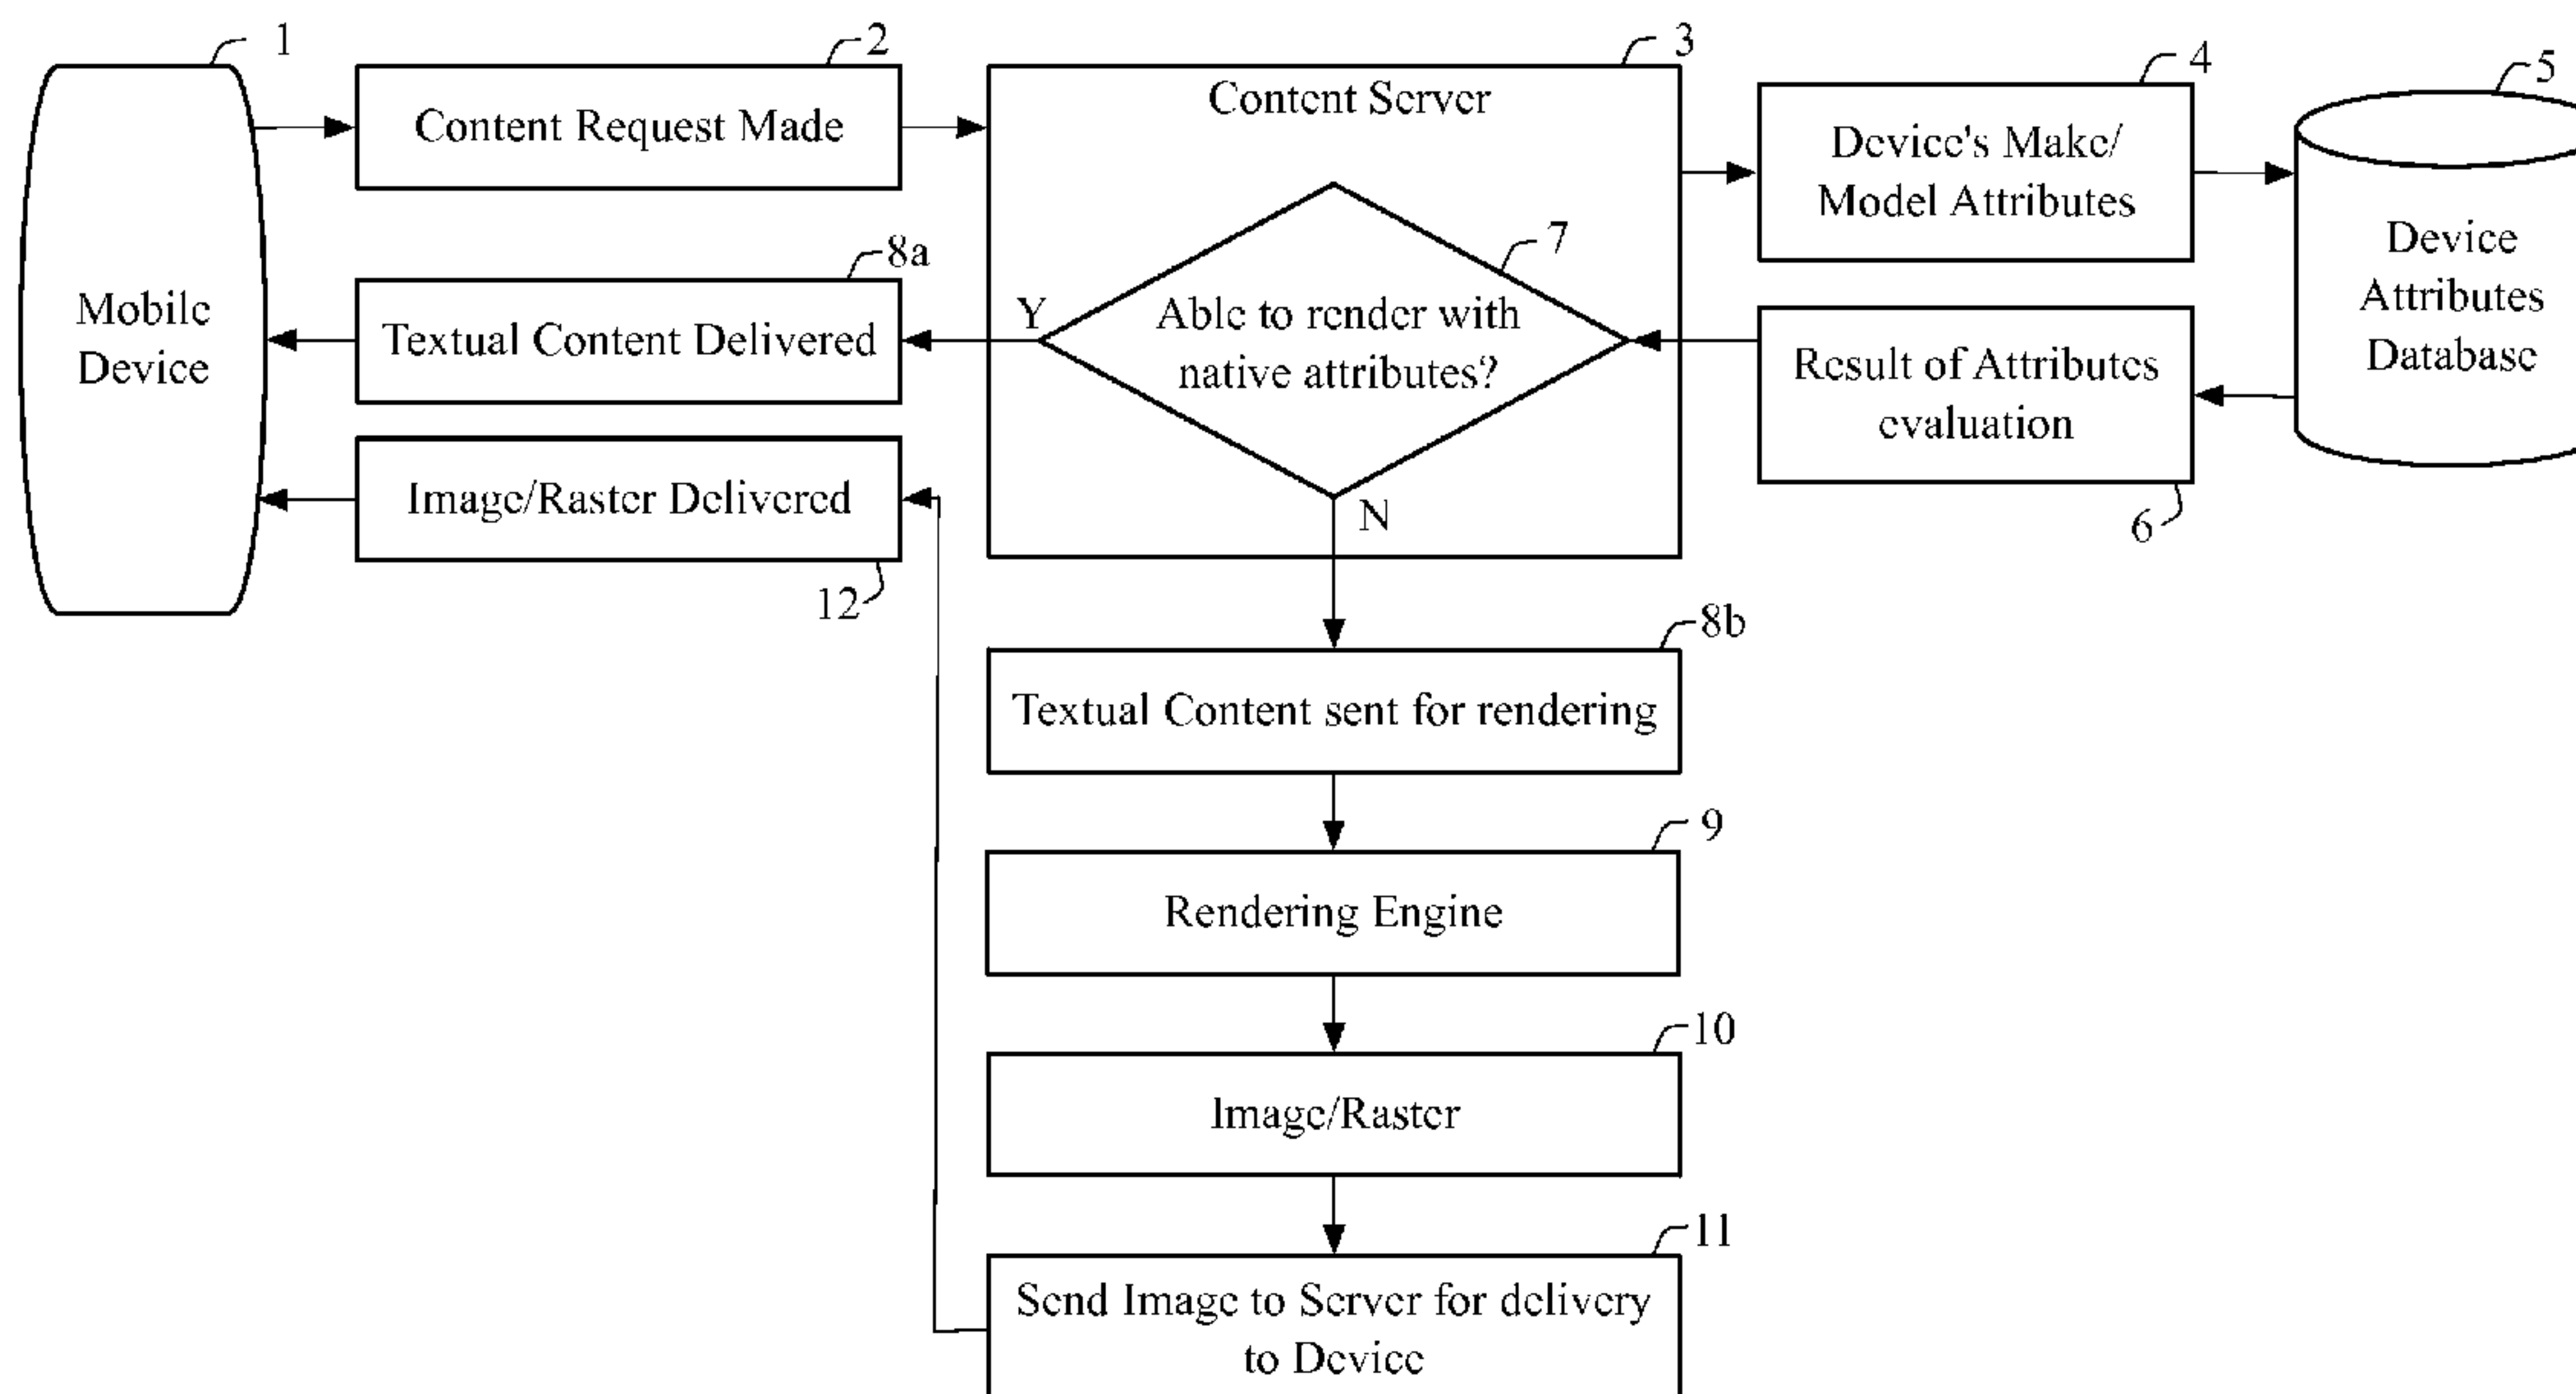 1
Mobile
Device
2
Content Request Made
3
Content Server
4
Device's Make/
Model Attributes
5
Device
Attributes
Database
6
Result of Attributes
evaluation
7
Able to render with
native attributes?
Y
N
8a
Textual Content Delivered
Image/Raster Delivered
12
8b
Textual Content sent for rendering
9
Rendering Engine
10
Image/Raster
11
Send Image to Server for delivery
to Device